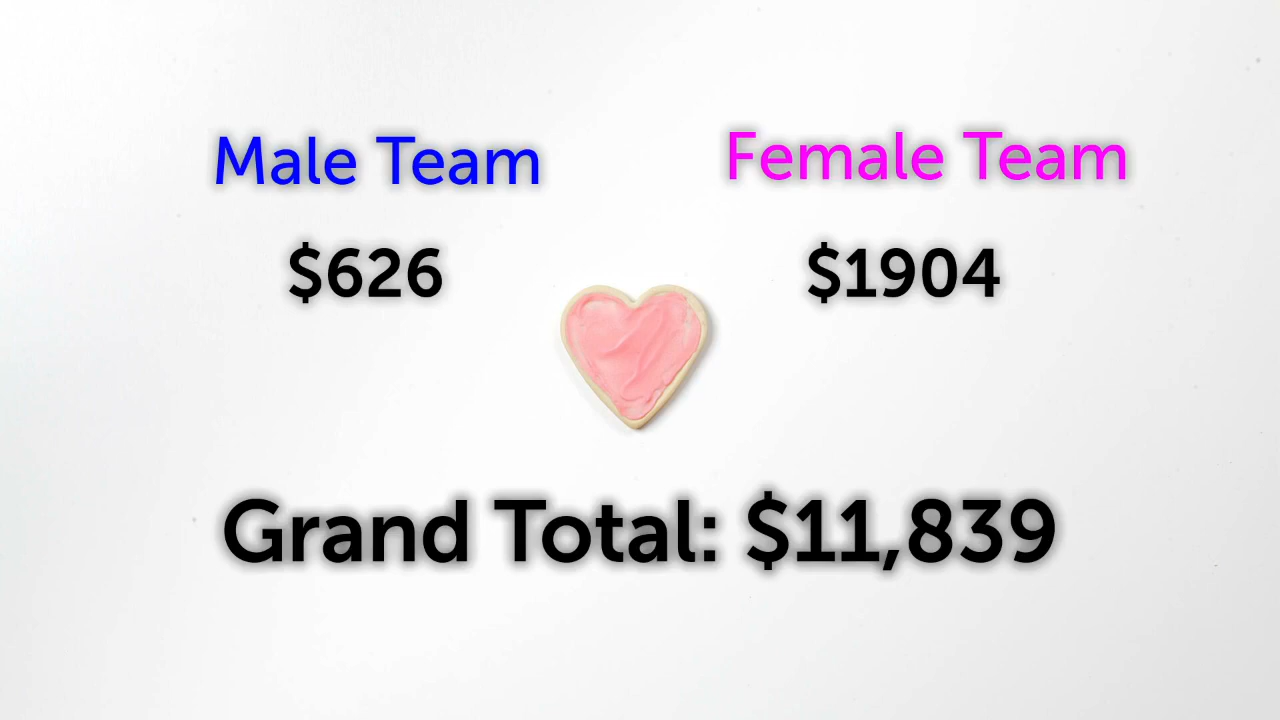 Male Team
Female Team
$626
$1904
Grand Total: $11,839